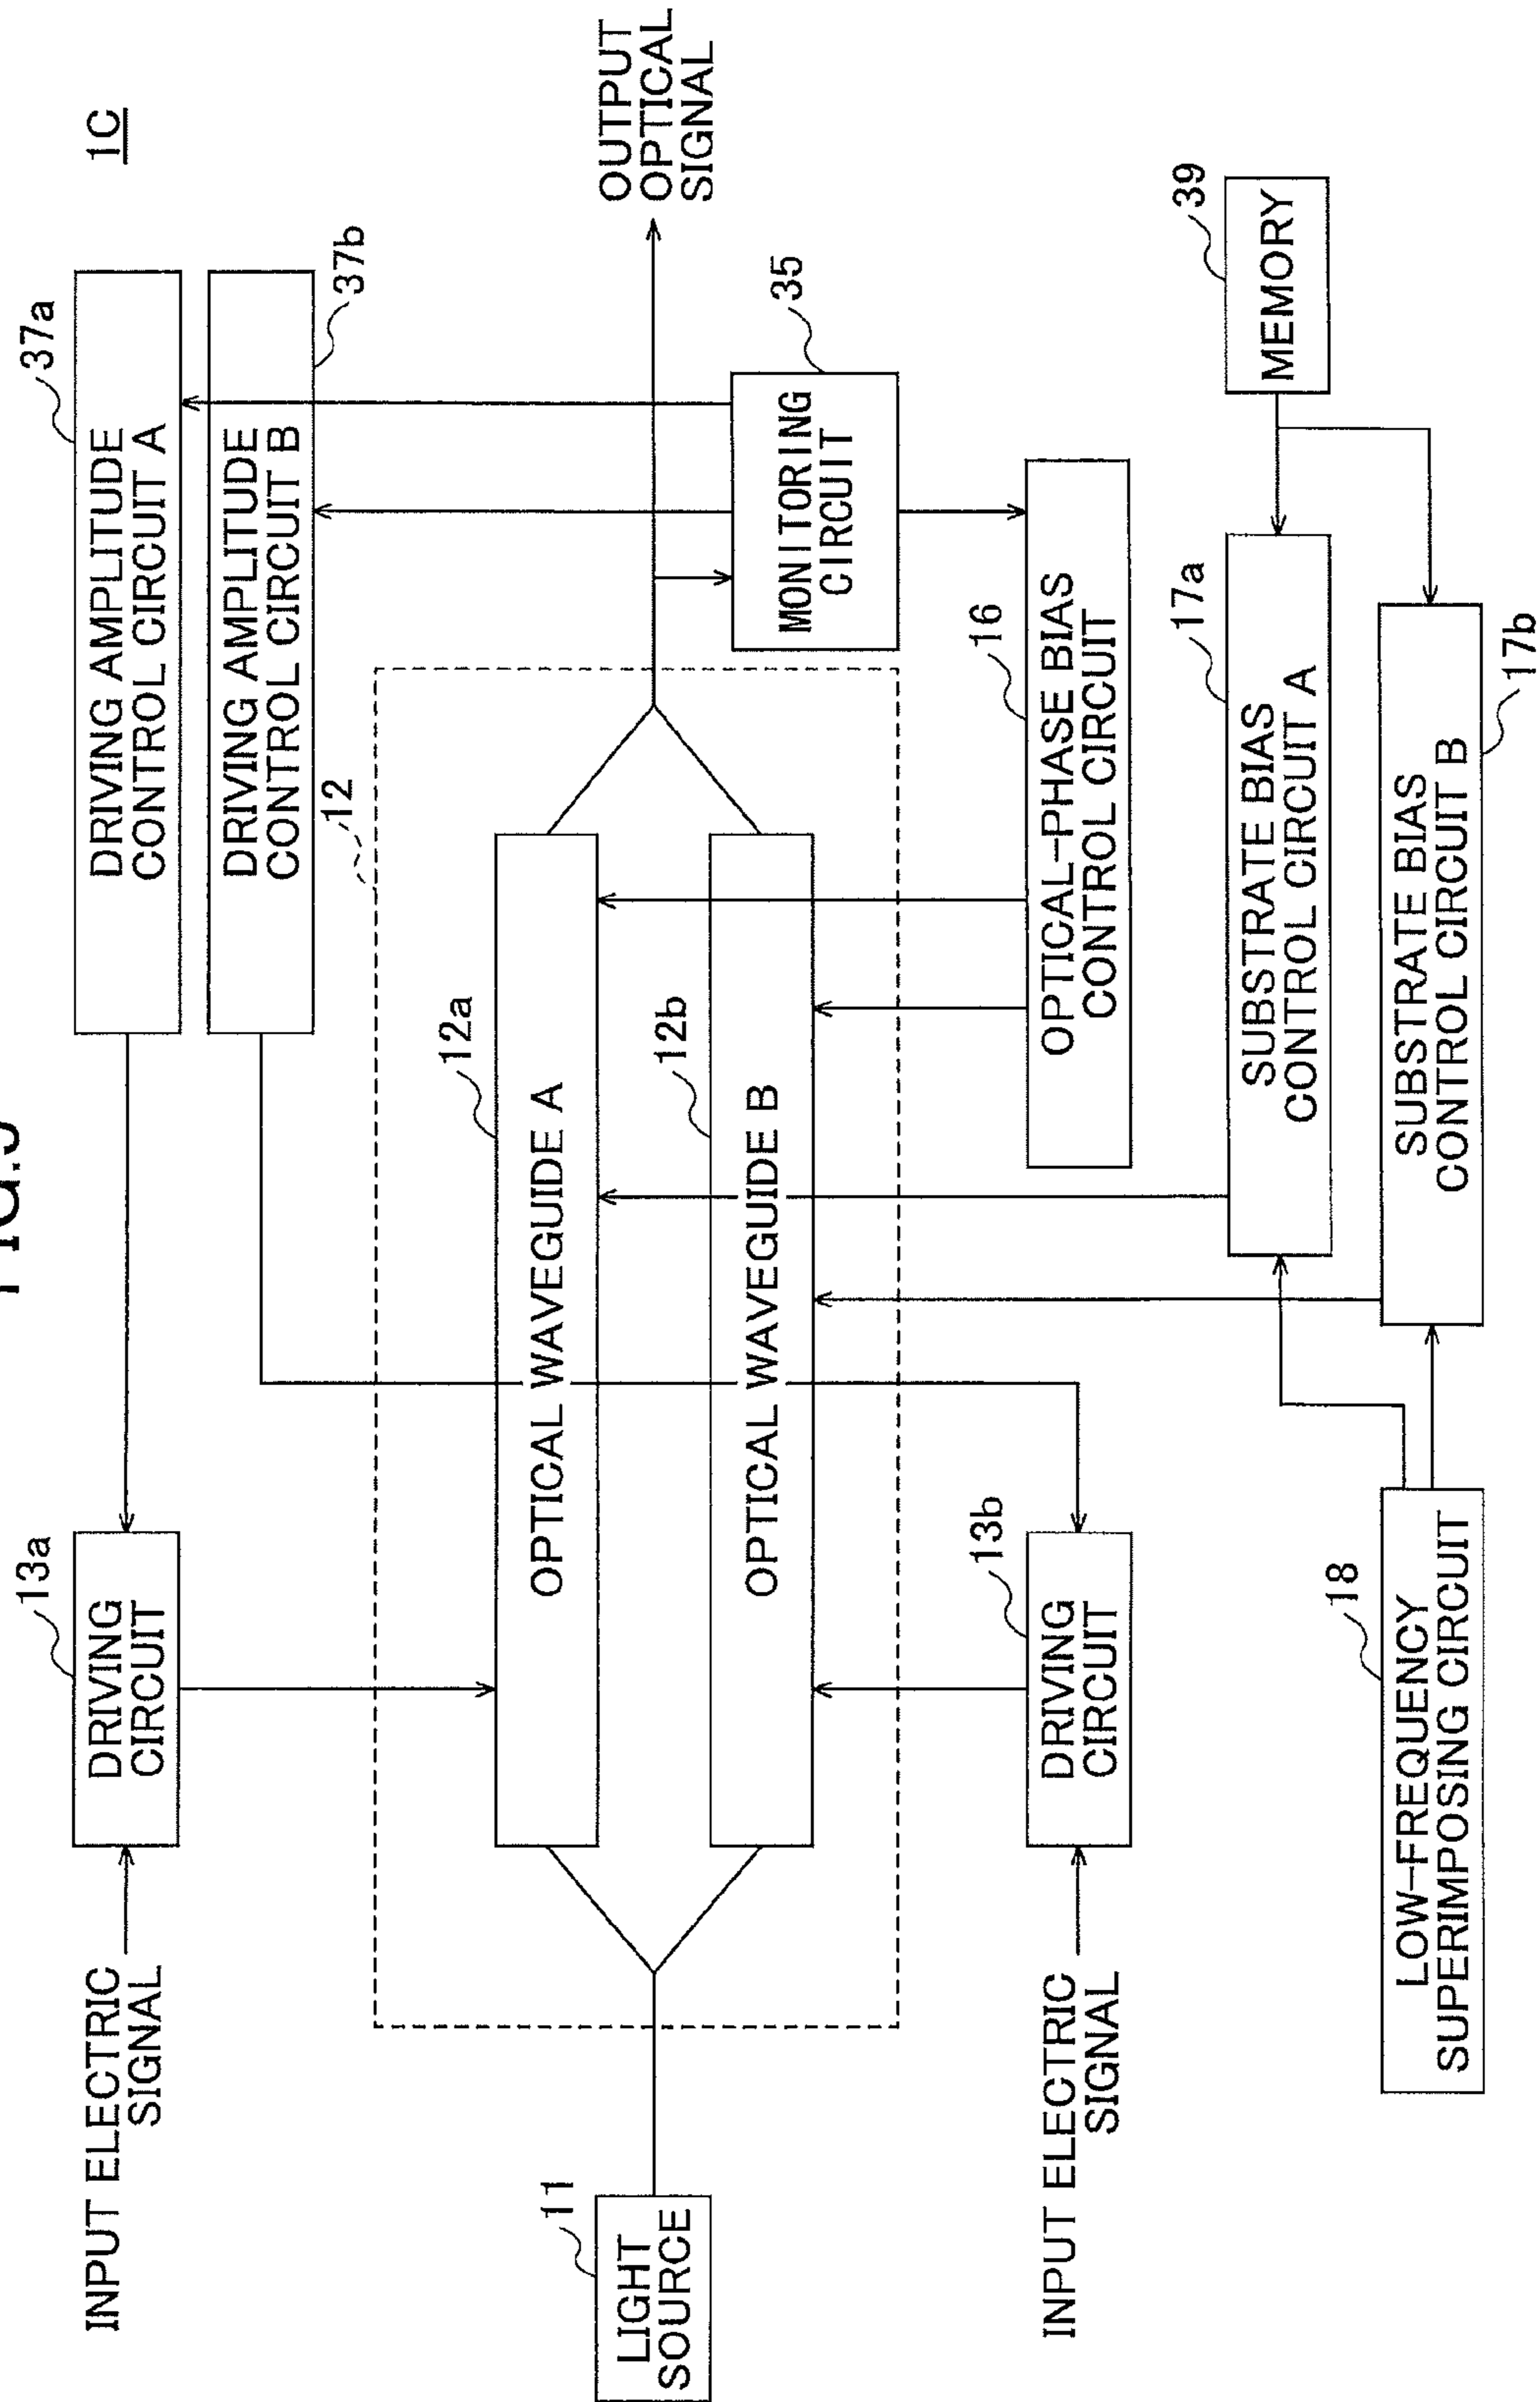 1C
37a
DRIVING AMPLITUDE
CONTROL CIRCUIT A
DRIVING AMPLITUDE
CONTROL CIRCUIT B
37b
13a
DRIVING
CIRCUIT
INPUT ELECTRIC
SIGNAL
12
12a
OPTICAL WAVEGUIDE A
12b
OPTICAL WAVEGUIDE B
11
LIGHT
SOURCE
OUTPUT
OPTICAL
SIGNAL
35
MONITORING
CIRCUIT
INPUT ELECTRIC
SIGNAL
13b
DRIVING
CIRCUIT
16
OPTICAL-PHASE BIAS
CONTROL CIRCUIT
39
MEMORY
17a
SUBSTRATE BIAS
CONTROL CIRCUIT A
18
LOW-FREQUENCY
SUPERIMPOSING CIRCUIT
SUBSTRATE BIAS
CONTROL CIRCUIT B
17b